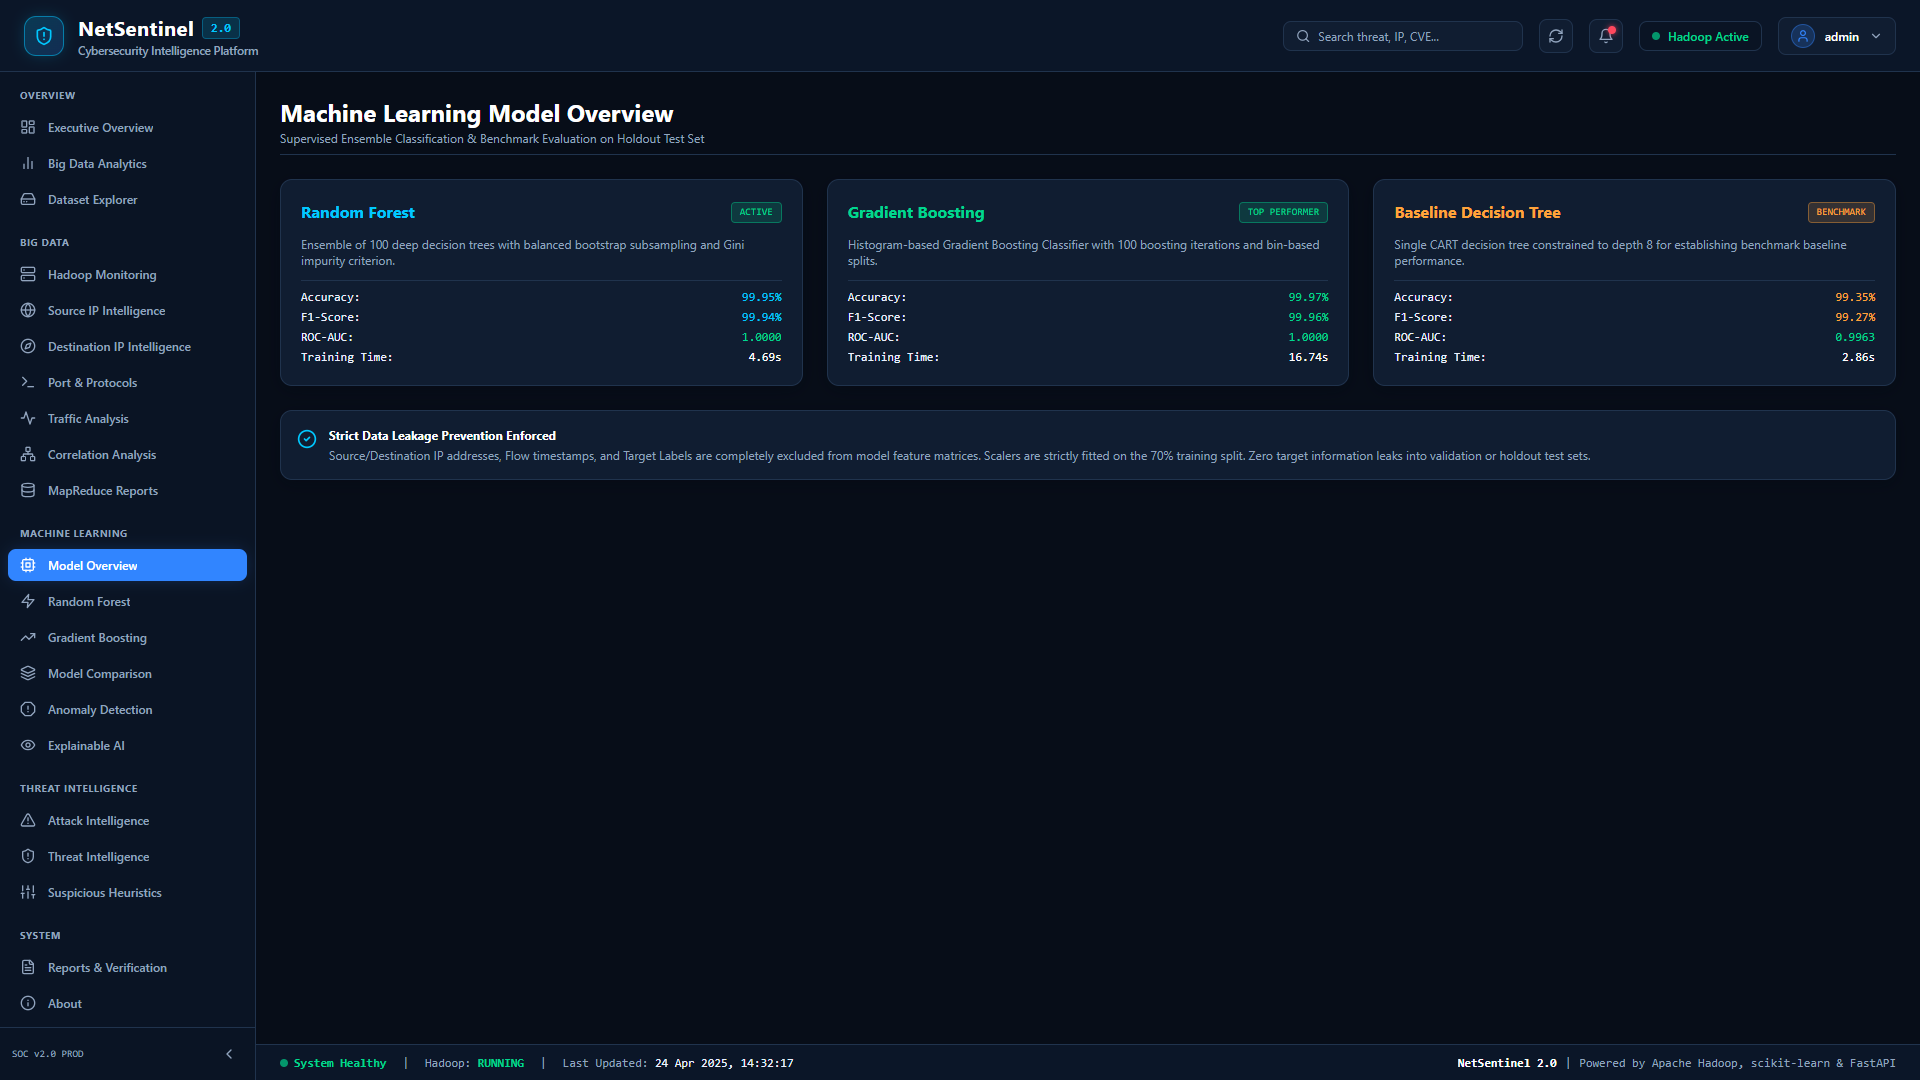 NetSentinel 2.0
Cybersecurity Intelligence Platform
Search threat, IP, CVE...
Hadoop Active
admin
OVERVIEW
Executive Overview
Big Data Analytics
Dataset Explorer
BIG DATA
Hadoop Monitoring
Source IP Intelligence
Destination IP Intelligence
Port & Protocols
Traffic Analysis
Correlation Analysis
MapReduce Reports
MACHINE LEARNING
Model Overview
Random Forest
Gradient Boosting
Model Comparison
Anomaly Detection
Explainable AI
THREAT INTELLIGENCE
Attack Intelligence
Threat Intelligence
Suspicious Heuristics
SYSTEM
Reports & Verification
About
SOC v2.0 PROD
Machine Learning Model Overview
Supervised Ensemble Classification & Benchmark Evaluation on Holdout Test Set
Random Forest ACTIVE
Ensemble of 100 deep decision trees with balanced bootstrap subsampling and Gini
impurity criterion.
Accuracy: 99.95%
F1-Score: 99.94%
ROC-AUC: 1.0000
Training Time: 4.69s
Gradient Boosting TOP PERFORMER
Histogram-based Gradient Boosting Classifier with 100 boosting iterations and bin-based
splits.
Accuracy: 99.97%
F1-Score: 99.96%
ROC-AUC: 1.0000
Training Time: 16.74s
Baseline Decision Tree BENCHMARK
Single CART decision tree constrained to depth 8 for establishing benchmark baseline
performance.
Accuracy: 99.35%
F1-Score: 99.27%
ROC-AUC: 0.9963
Training Time: 2.86s
Strict Data Leakage Prevention Enforced
Source/Destination IP addresses, Flow timestamps, and Target Labels are completely excluded from model feature matrices. Scalers are strictly fitted on the 70% training split. Zero target information leaks into validation or holdout test sets.
System Healthy | Hadoop: RUNNING | Last Updated: 24 Apr 2025, 14:32:17
NetSentinel 2.0 | Powered by Apache Hadoop, scikit-learn & FastAPI